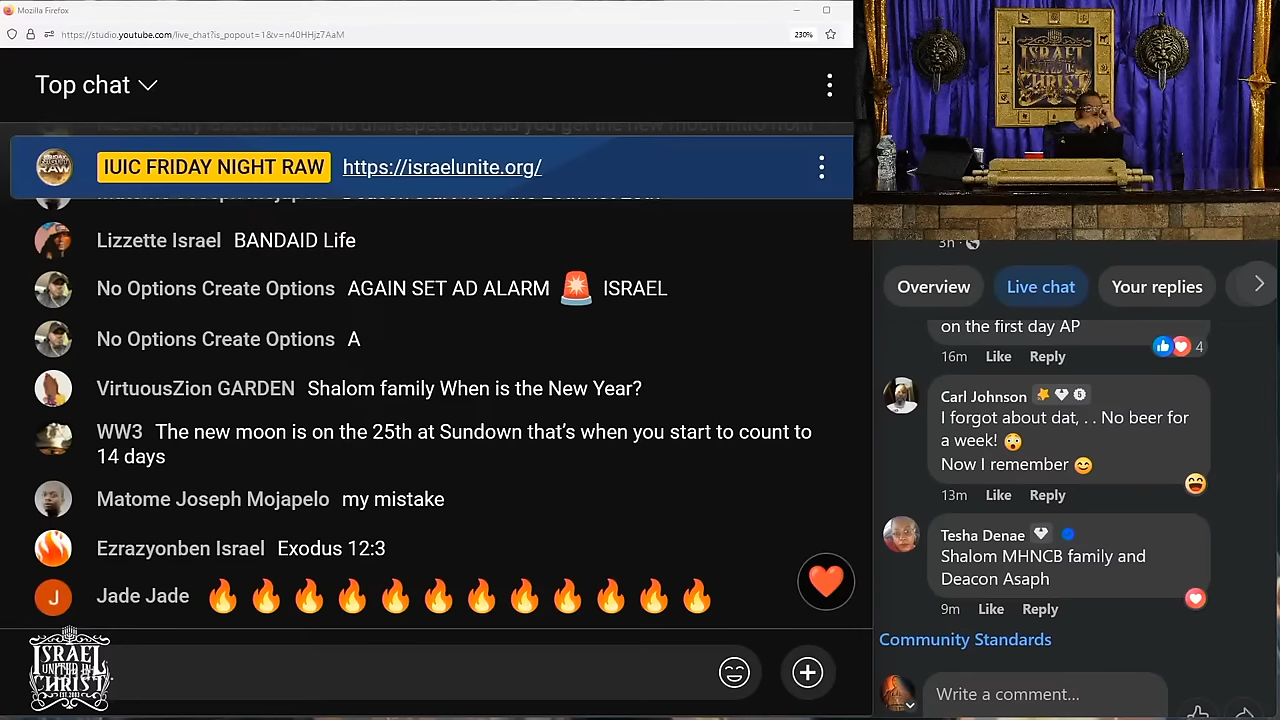 Mozilla Firefox
https://studio.youtube.com/live_chat?is_popout=1&v=n40HHjz7AaM
230%
Top chat
IUIC FRIDAY NIGHT RAW https://israelunite.org/
Lizzette Israel BANDAID Life
No Options Create Options AGAIN SET AD ALARM 🚨 ISRAEL
No Options Create Options A
VirtuousZion GARDEN Shalom family When is the New Year?
WW3 The new moon is on the 25th at Sundown that’s when you start to count to
14 days
Matome Joseph Mojapelo my mistake
Ezrazyonben Israel Exodus 12:3
J Jade Jade 🔥🔥🔥🔥🔥🔥🔥🔥🔥🔥🔥🔥
ISRAEL
UNITED IN
CHRIST
EST. 2003
ISRAEL
UNITED IN
CHRIST
3h
Overview Live chat Your replies
on the first day AP
16m Like Reply 4
Carl Johnson
I forgot about dat, . . No beer for
a week! 😳
Now I remember 😊
13m Like Reply
Tesha Denae
Shalom MHNCB family and
Deacon Asaph
9m Like Reply
Community Standards
Write a comment...